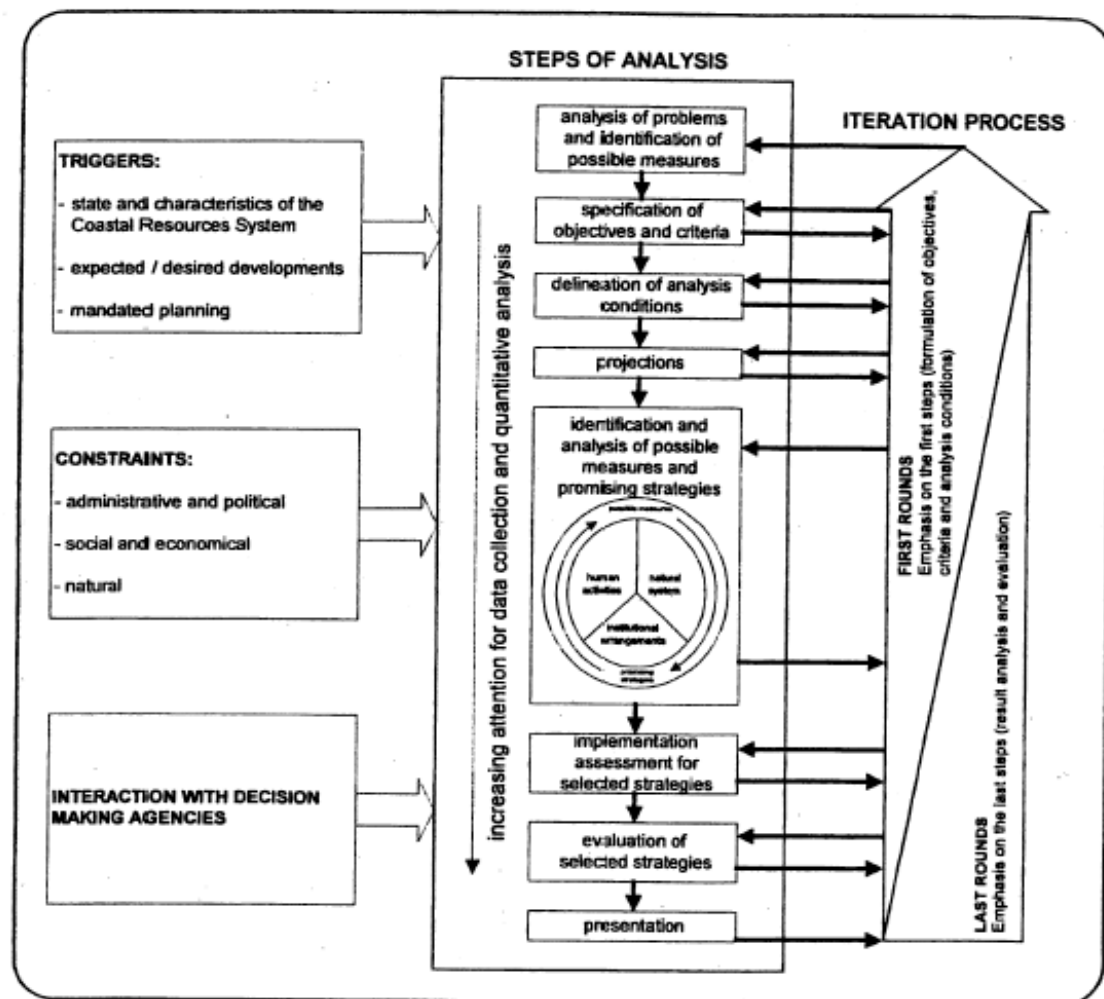 STEPS OF ANALYSIS
ITERATION PROCESS
TRIGGERS:
- state and characteristics of the
Coastal Resources System
- expected / desired developments
- mandated planning
CONSTRAINTS:
- administrative and political
- social and economical
- natural
INTERACTION WITH DECISION
MAKING AGENCIES
increasing attention for data collection and quantitative analysis
analysis of problems
and identification of
possible measures
specification of
objectives and criteria
delineation of analysis
conditions
projections
identification and
analysis of possible
measures and
promising strategies
possible measures
human
activities
natural
system
institutional
arrangements
promising
strategies
implementation
assessment for
selected strategies
evaluation of
selected strategies
presentation
FIRST ROUNDS
Emphasis on the first steps (formulation of objectives,
criteria and analysis conditions)
LAST ROUNDS
Emphasis on the last steps (result analysis and evaluation)